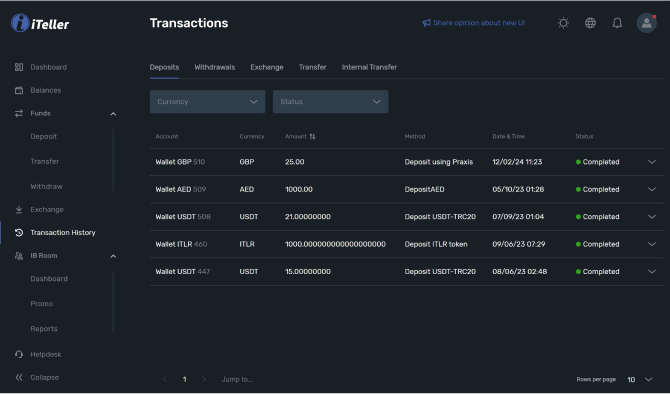 iTeller
Transactions
Share opinion about new UI
Dashboard
Balances
Funds
Deposit
Transfer
Withdraw
Exchange
Transaction History
IB Room
Dashboard
Promo
Reports
Helpdesk
Collapse
Deposits Withdrawals Exchange Transfer Internal Transfer
Currency Status
Account Currency Amount Method Date & Time Status
Wallet GBP 510 GBP 25.00 Deposit using Praxis 12/02/24 11:23 Completed
Wallet AED 509 AED 1000.00 DepositAED 05/10/23 01:28 Completed
Wallet USDT 508 USDT 21.00000000 Deposit USDT-TRC20 07/09/23 01:04 Completed
Wallet ITLR 460 ITLR 1000.000000000000000000 Deposit ITLR token 09/06/23 07:29 Completed
Wallet USDT 447 USDT 15.00000000 Deposit USDT-TRC20 08/06/23 02:48 Completed
1 Jump to... Rows per page 10